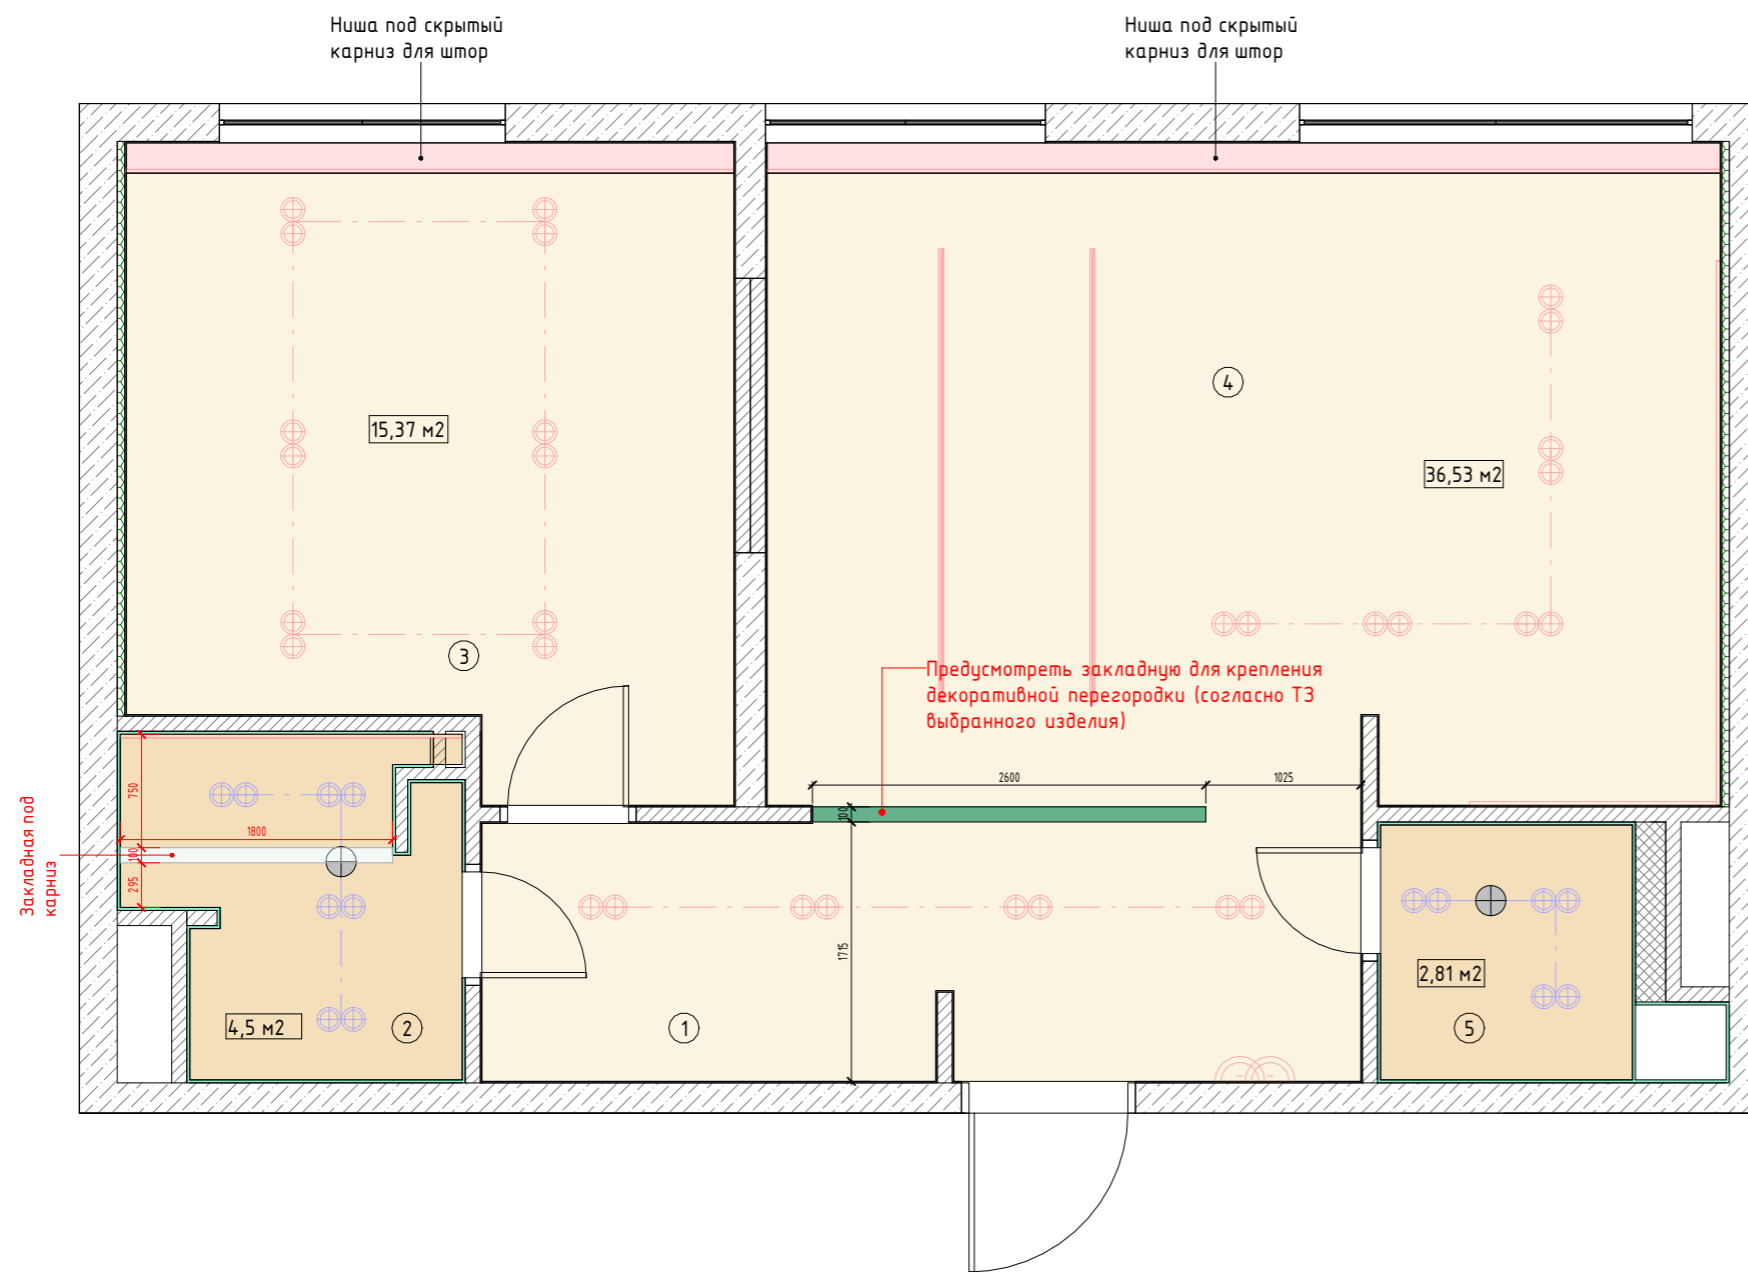 Ниша под скрытый
карниз для штор
Ниша под скрытый
карниз для штор
4
15,37 м2
36,53 м2
3
Предусмотреть закладную для крепления
декоративной перегородки (согласно ТЗ
выбранного изделия)
2600
1025
100
750
1800
100
295
Закладная под
карниз
1715
2,81 м2
4,5 м2
2
1
5